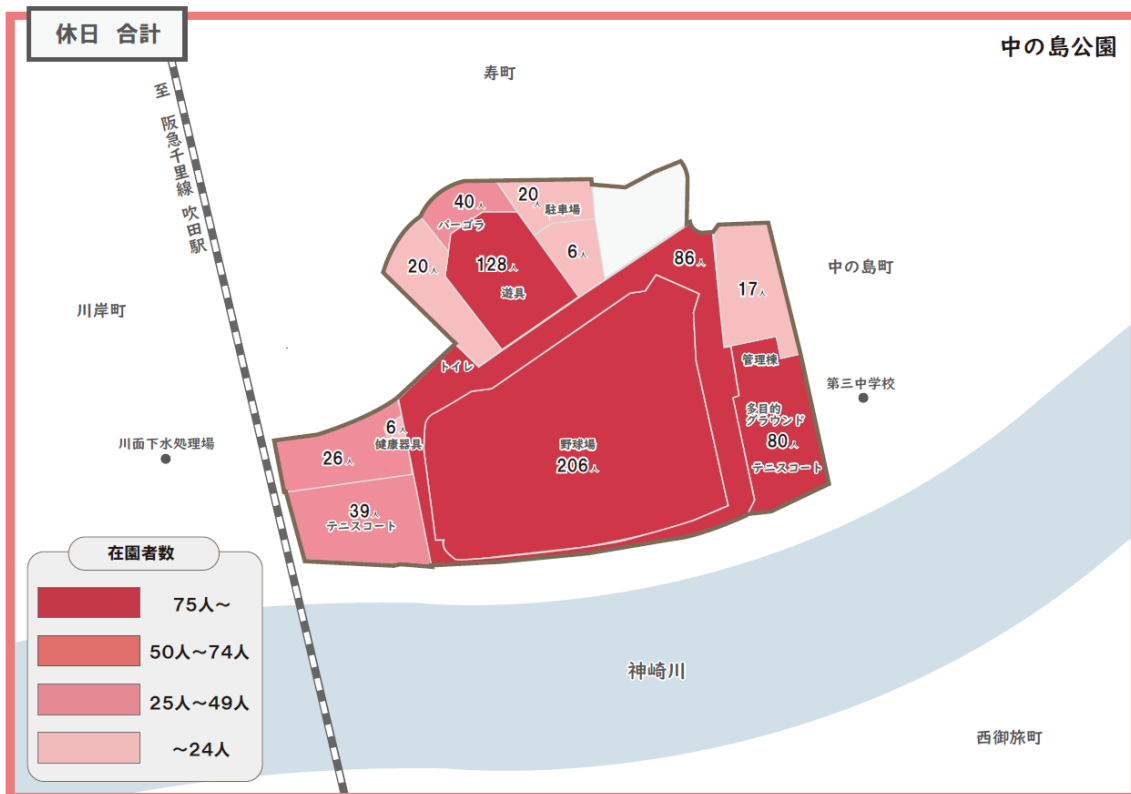 休日 合計
中の島公園
寿町
至 阪急千里線 吹田駅
40人
パーゴラ
20人
駐車場
20人
128人
遊具
6人
86人
17人
中の島町
川岸町
トイレ
管理棟
第三中学校
川面下水処理場
6人
健康器具
26人
野球場
206人
多目的
グラウンド
80人
テニスコート
39人
テニスコート
在園者数
75人～
50人～74人
25人～49人
～24人
神崎川
西御旅町